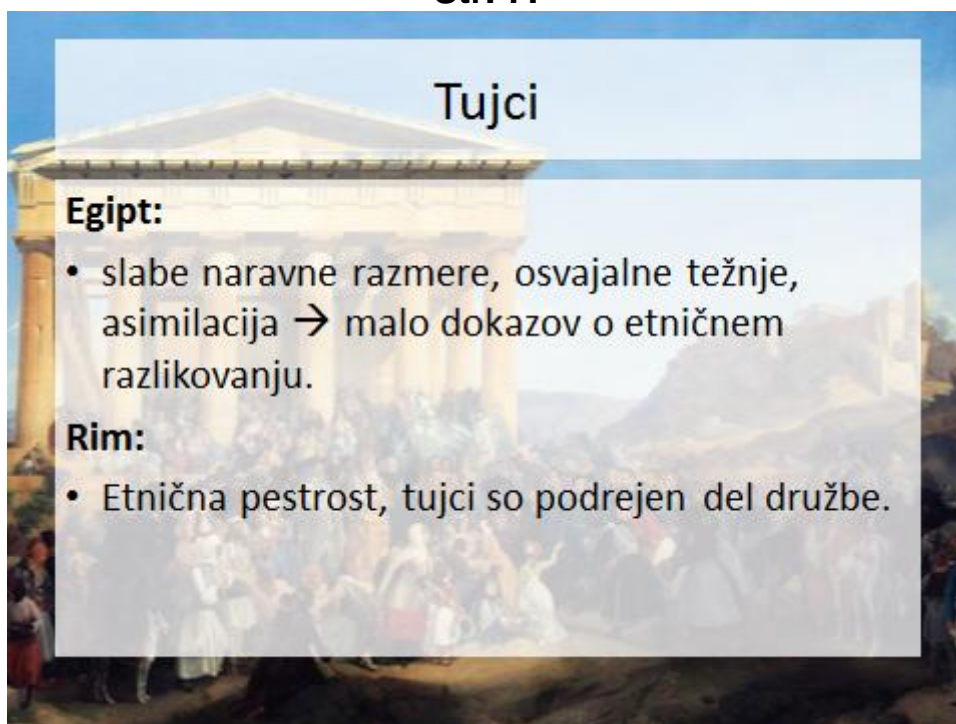 Tujci
Egipt:
• slabe naravne razmere, osvajalne težnje,
asimilacija → malo dokazov o etničnem
razlikovanju.
Rim:
• Etnična pestrost, tujci so podrejen del družbe.